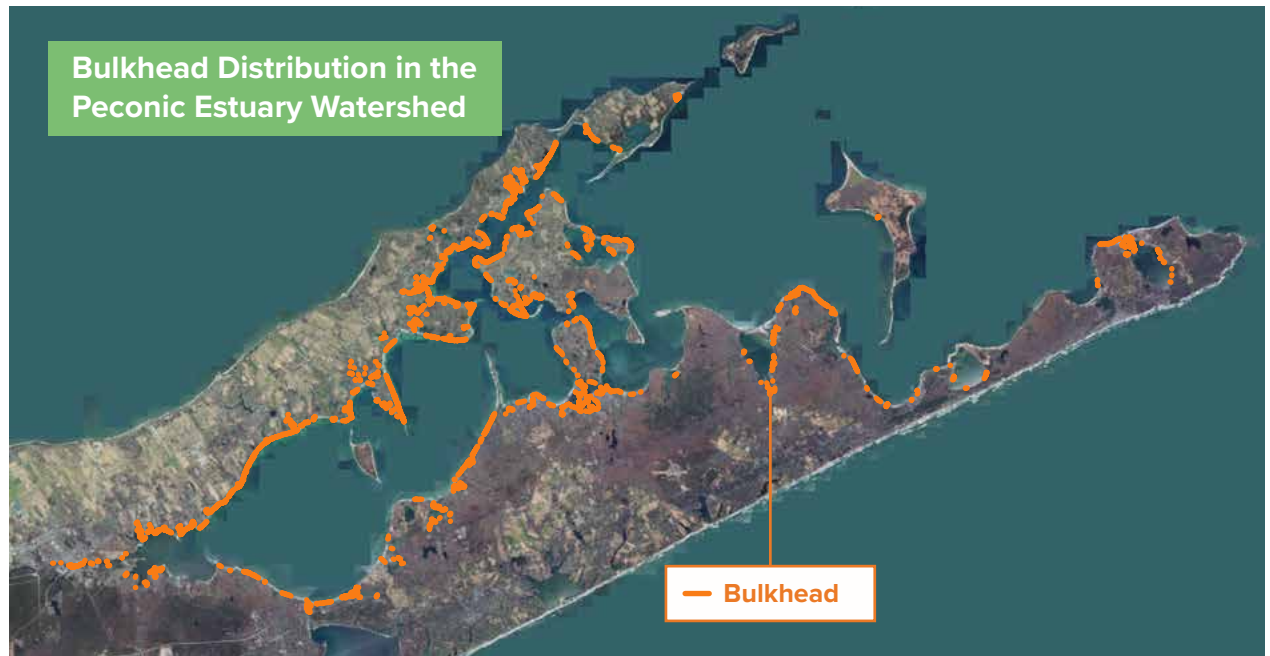 Bulkhead Distribution in the
Peconic Estuary Watershed
Bulkhead